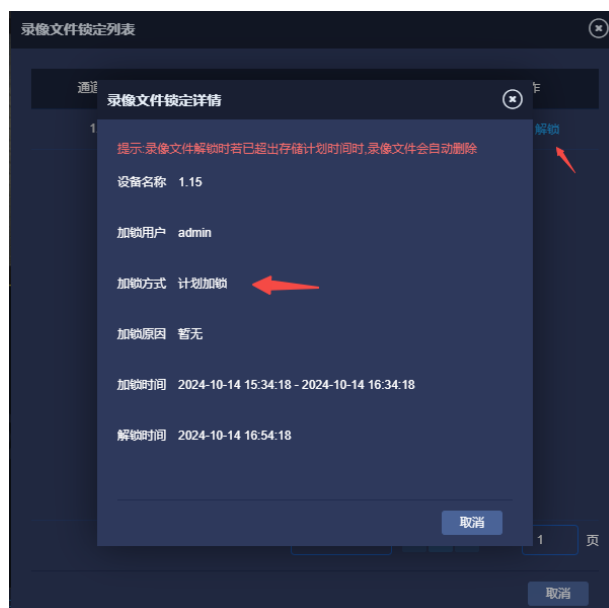 录像文件锁定列表
通道
作
录像文件锁定详情
1
解锁
提示:录像文件解锁时若已超出存储计划时间时,录像文件会自动删除
设备名称 1.15
加锁用户 admin
加锁方式 计划加锁
加锁原因 暂无
加锁时间 2024-10-14 15:34:18 - 2024-10-14 16:34:18
解锁时间 2024-10-14 16:54:18
取消
1 页
取消